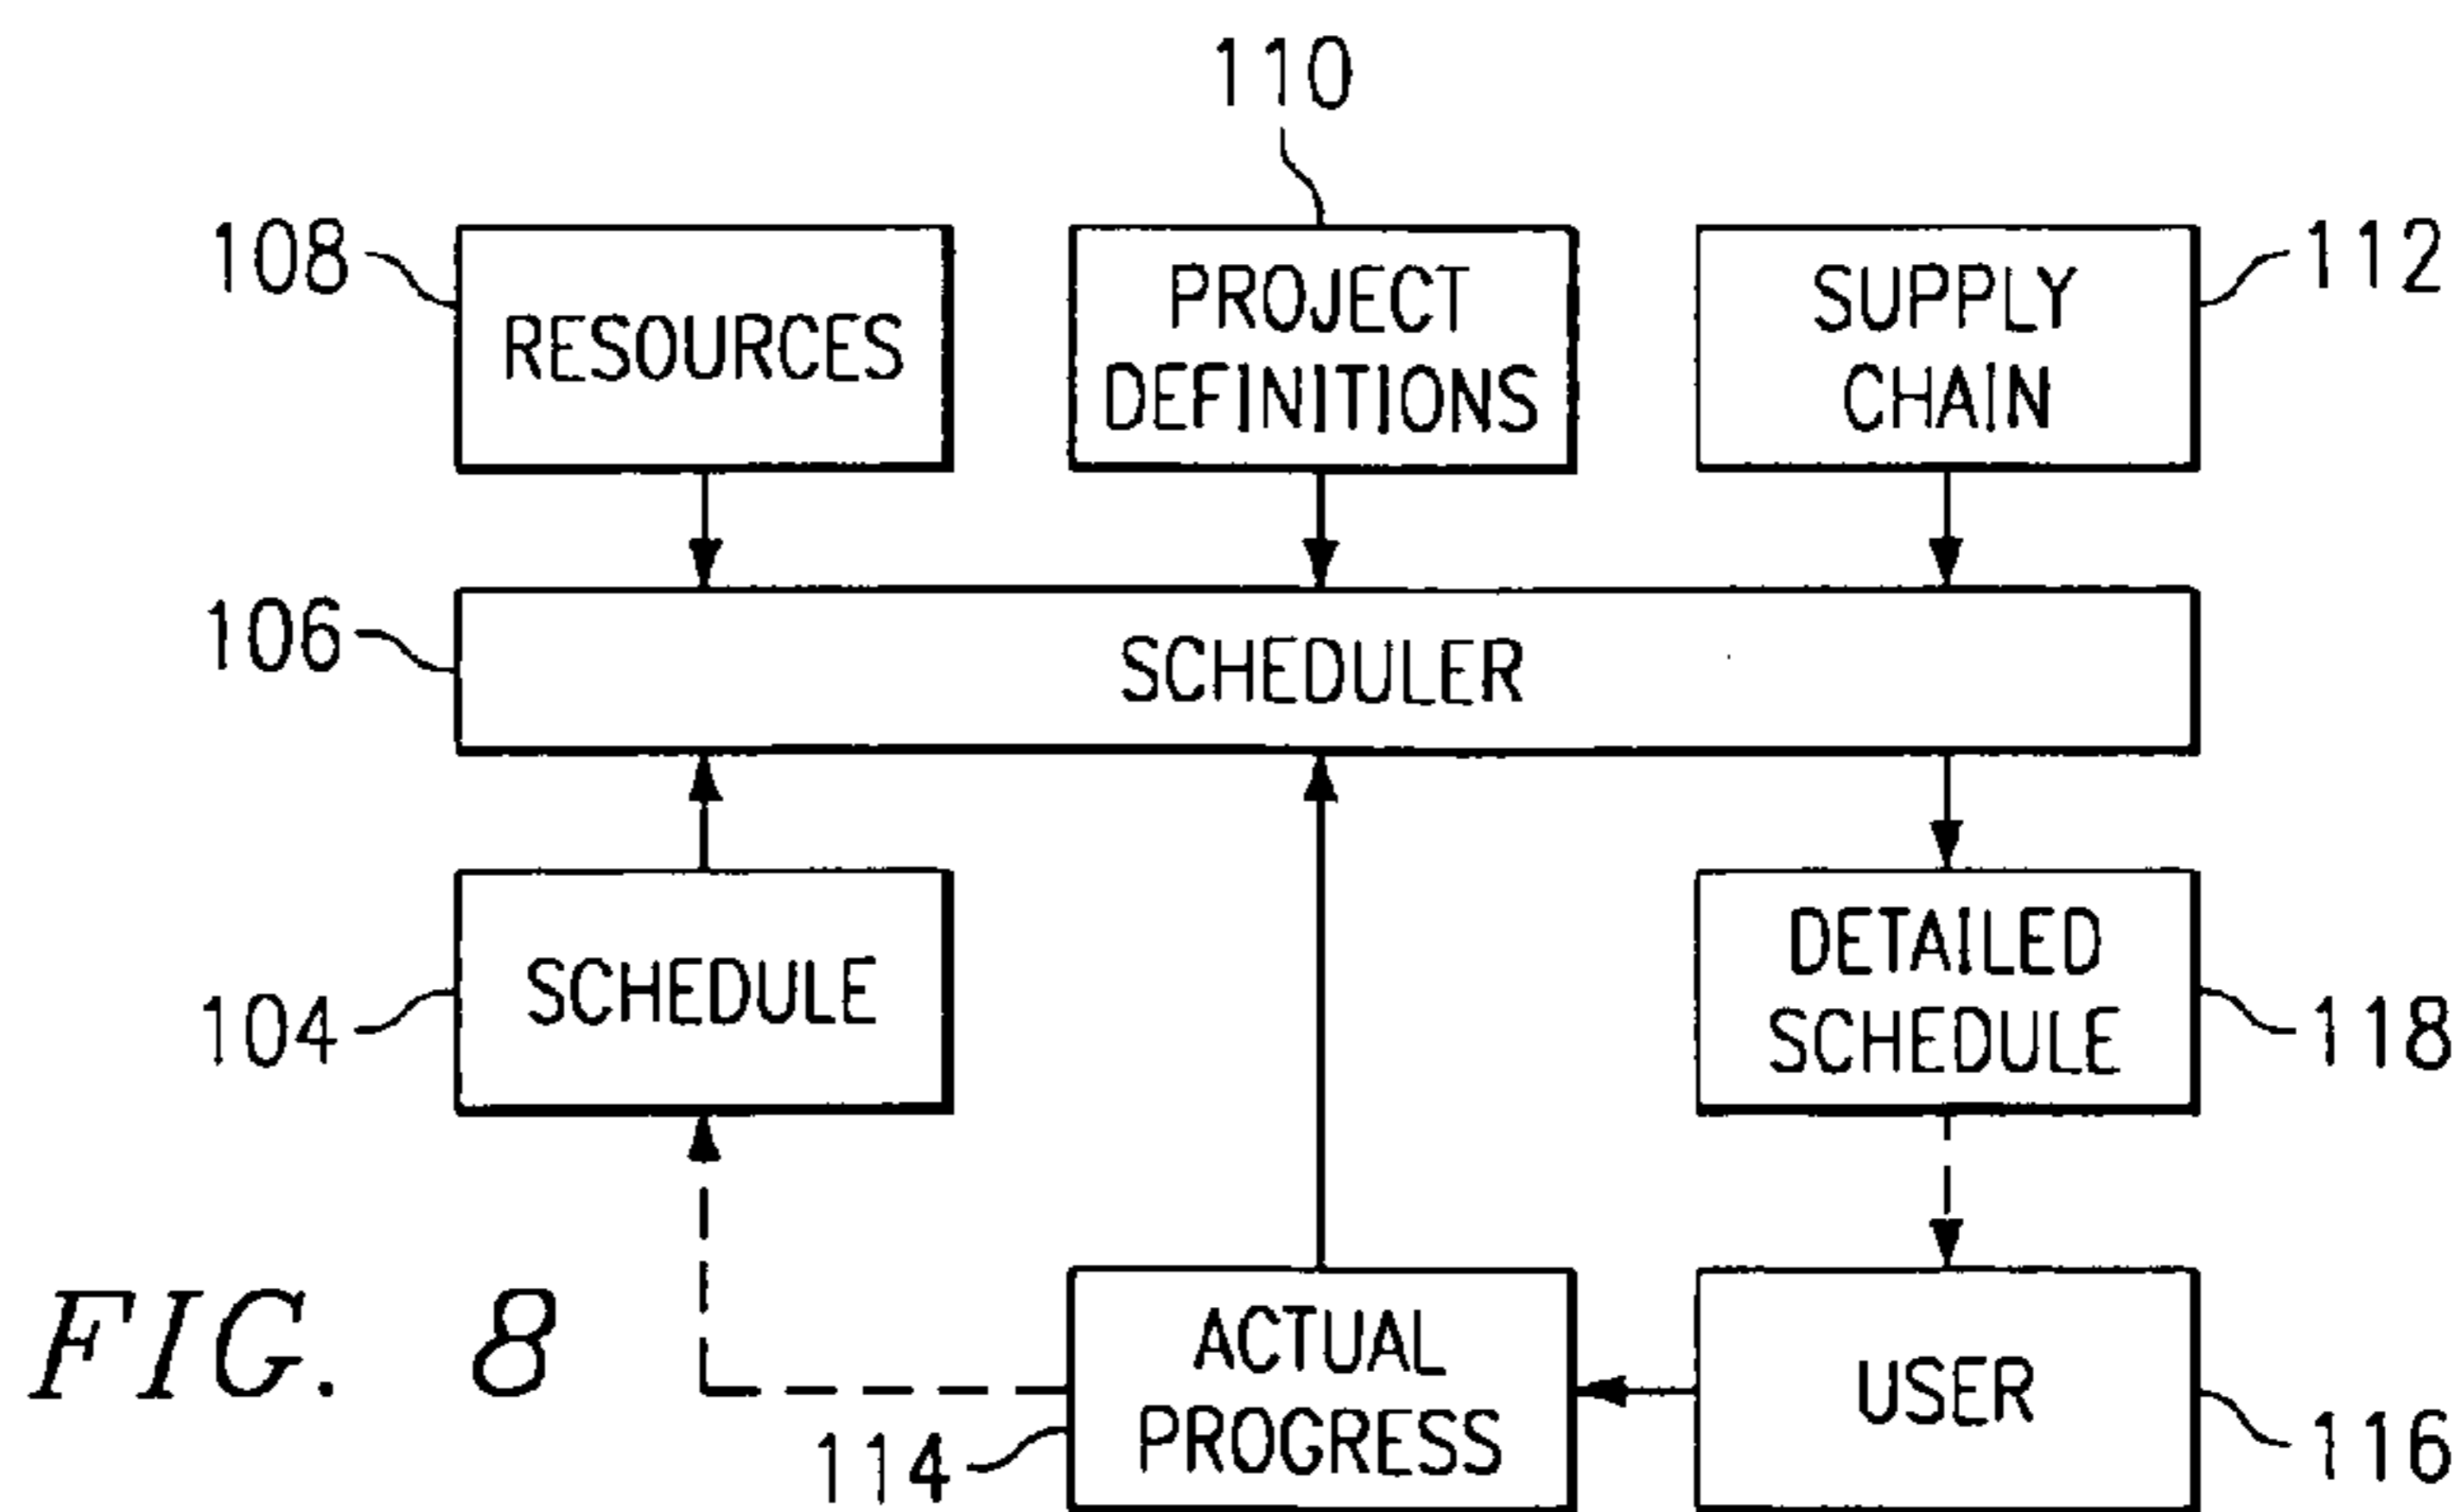 110
108
RESOURCES
PROJECT
DEFINITIONS
SUPPLY
CHAIN
112
106
SCHEDULER
104
SCHEDULE
DETAILED
SCHEDULE
118
FIG. 8
ACTUAL
PROGRESS
114
USER
116